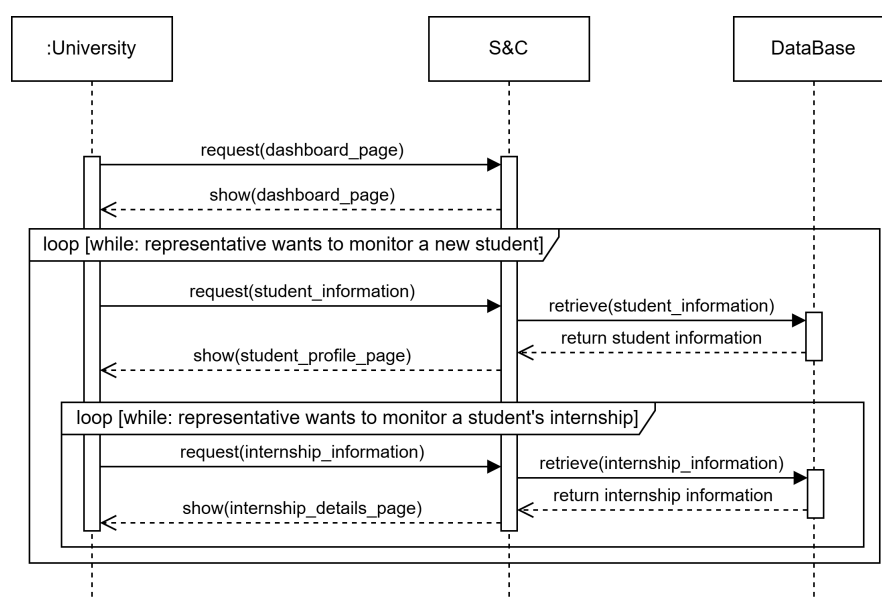 :University
S&C
DataBase
request(dashboard_page)
show(dashboard_page)
loop [while: representative wants to monitor a new student]
request(student_information)
retrieve(student_information)
return student information
show(student_profile_page)
loop [while: representative wants to monitor a student's internship]
request(internship_information)
retrieve(internship_information)
return internship information
show(internship_details_page)